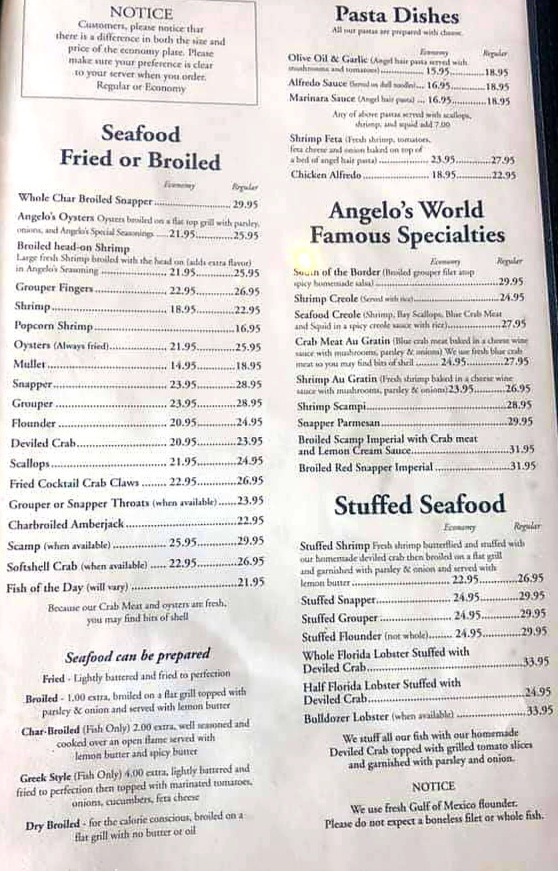 NOTICE
Customers, please notice that
there is a difference in both the size and
price of the economy plate. Please
make sure your preference is clear
to your server when you order.
Regular or Economy
Seafood
Fried or Broiled
Economy Regular
Whole Char Broiled Snapper 29.95
Angelo's Oysters Oysters broiled on a flat top grill with parsley,
onions, and Angelo's Special Seasonings 21.95 25.95
Broiled head-on Shrimp
Large fresh Shrimp broiled with the head on (adds extra flavor)
in Angelo's Seasoning 21.95 25.95
Grouper Fingers 22.95 26.95
Shrimp 18.95 22.95
Popcorn Shrimp 16.95
Oysters (Always fried) 21.95 25.95
Mullet 14.95 18.95
Snapper 23.95 28.95
Grouper 23.95 28.95
Flounder 20.95 24.95
Deviled Crab 20.95 23.95
Scallops 21.95 24.95
Fried Cocktail Crab Claws 22.95 26.95
Grouper or Snapper Throats (when available) 23.95
Charbroiled Amberjack 22.95
Scamp (when available) 25.95 29.95
Softshell Crab (when available) 22.95 26.95
Fish of the Day (will vary) 21.95
Because our Crab Meat and oysters are fresh,
you may find bits of shell
Seafood can be prepared
Fried - Lightly battered and fried to perfection
Broiled - 1.00 extra, broiled on a flat grill topped with
parsley & onion and served with lemon butter
Char-Broiled (Fish Only) 2.00 extra, well seasoned and
cooked over an open flame served with
lemon butter and spicy butter
Greek Style (Fish Only) 4.00 extra, lightly battered and
fried to perfection then topped with marinated tomatoes,
onions, cucumbers, feta cheese
Dry Broiled - for the calorie conscious, broiled on a
flat grill with no butter or oil
Pasta Dishes
All our pastas are prepared with cheese.
Economy Regular
Olive Oil & Garlic (Angel hair pasta served with
mushrooms and tomatoes) 15.95 18.95
Alfredo Sauce (Served on dell noodles) 16.95 18.95
Marinara Sauce (Angel hair pasta) 16.95 18.95
Any of above pastas served with scallops,
shrimp, and squid add 7.00
Shrimp Feta (Fresh shrimp, tomatoes,
feta cheese and onion baked on top of
a bed of angel hair pasta) 23.95 27.95
Chicken Alfredo 18.95 22.95
Angelo's World
Famous Specialties
Economy Regular
South of the Border (Broiled grouper filet atop
spicy homemade salsa) 29.95
Shrimp Creole (Served with rice) 24.95
Seafood Creole (Shrimp, Bay Scallops, Blue Crab Meat
and Squid in a spicy creole sauce with rice) 27.95
Crab Meat Au Gratin (Blue crab meat baked in a cheese wine
sauce with mushrooms, parsley & onions) We use fresh blue crab
meat so you may find bits of shell 24.95 27.95
Shrimp Au Gratin (Fresh shrimp baked in a cheese wine
sauce with mushrooms, parsley & onions) 23.95 26.95
Shrimp Scampi 28.95
Snapper Parmesan 29.95
Broiled Scamp Imperial with Crab meat
and Lemon Cream Sauce 31.95
Broiled Red Snapper Imperial 31.95
Stuffed Seafood
Economy Regular
Stuffed Shrimp Fresh shrimp butterflied and stuffed with
our homemade deviled crab then broiled on a flat grill
and garnished with parsley & onion and served with
lemon butter 22.95 26.95
Stuffed Snapper 24.95 29.95
Stuffed Grouper 24.95 29.95
Stuffed Flounder (not whole) 24.95 29.95
Whole Florida Lobster Stuffed with
Deviled Crab 33.95
Half Florida Lobster Stuffed with
Deviled Crab 24.95
Bulldozer Lobster (when available) 33.95
We stuff all our fish with our homemade
Deviled Crab topped with grilled tomato slices
and garnished with parsley and onion.
NOTICE
We use fresh Gulf of Mexico flounder.
Please do not expect a boneless filet or whole fish.